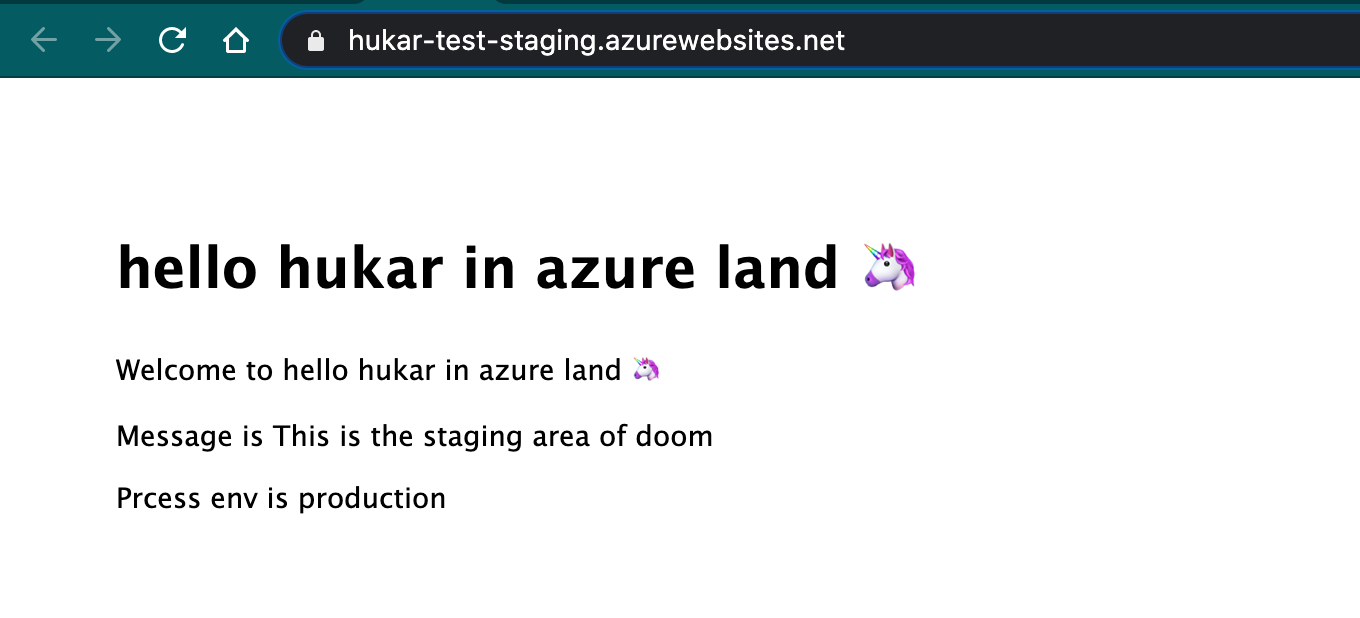 hukar-test-staging.azurewebsites.net
hello hukar in azure land 🦄
Welcome to hello hukar in azure land 🦄
Message is This is the staging area of doom
Prcess env is production